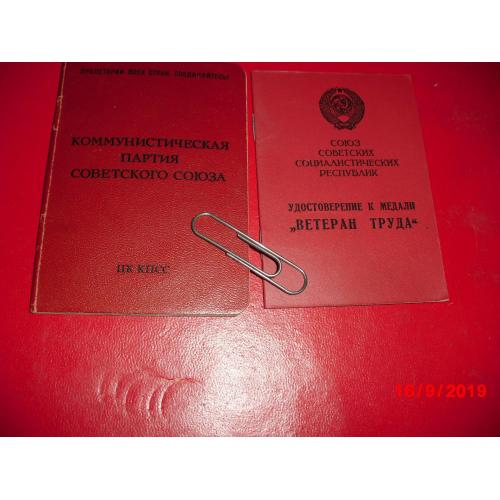 ПРОЛЕТАРИИ ВСЕХ СТРАН, СОЕДИНЯЙТЕСЬ!
КОММУНИСТИЧЕСКАЯ
ПАРТИЯ
СОВЕТСКОГО СОЮЗА
ЦК КПСС
СОЮЗ
СОВЕТСКИХ
СОЦИАЛИСТИЧЕСКИХ
РЕСПУБЛИК
УДОСТОВЕРЕНИЕ К МЕДАЛИ
„ВЕТЕРАН ТРУДА“
16/9/2019